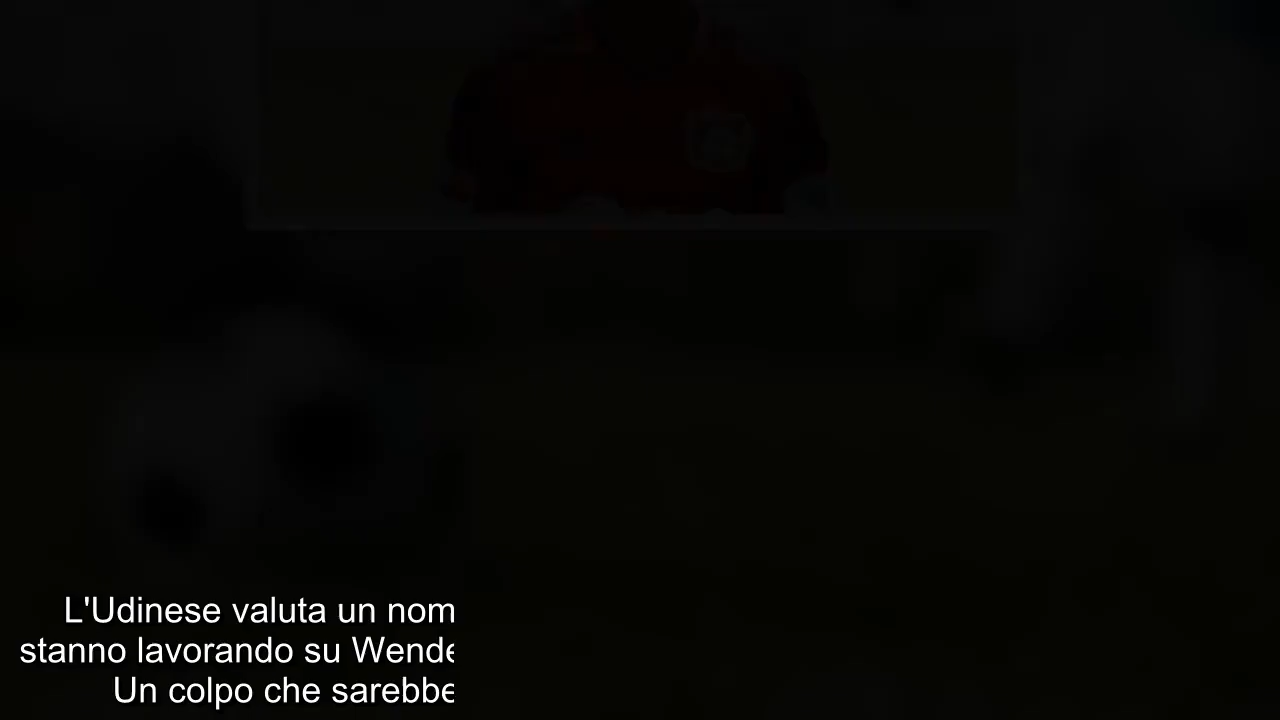 L'Udinese valuta un nom
stanno lavorando su Wende
Un colpo che sarebbe